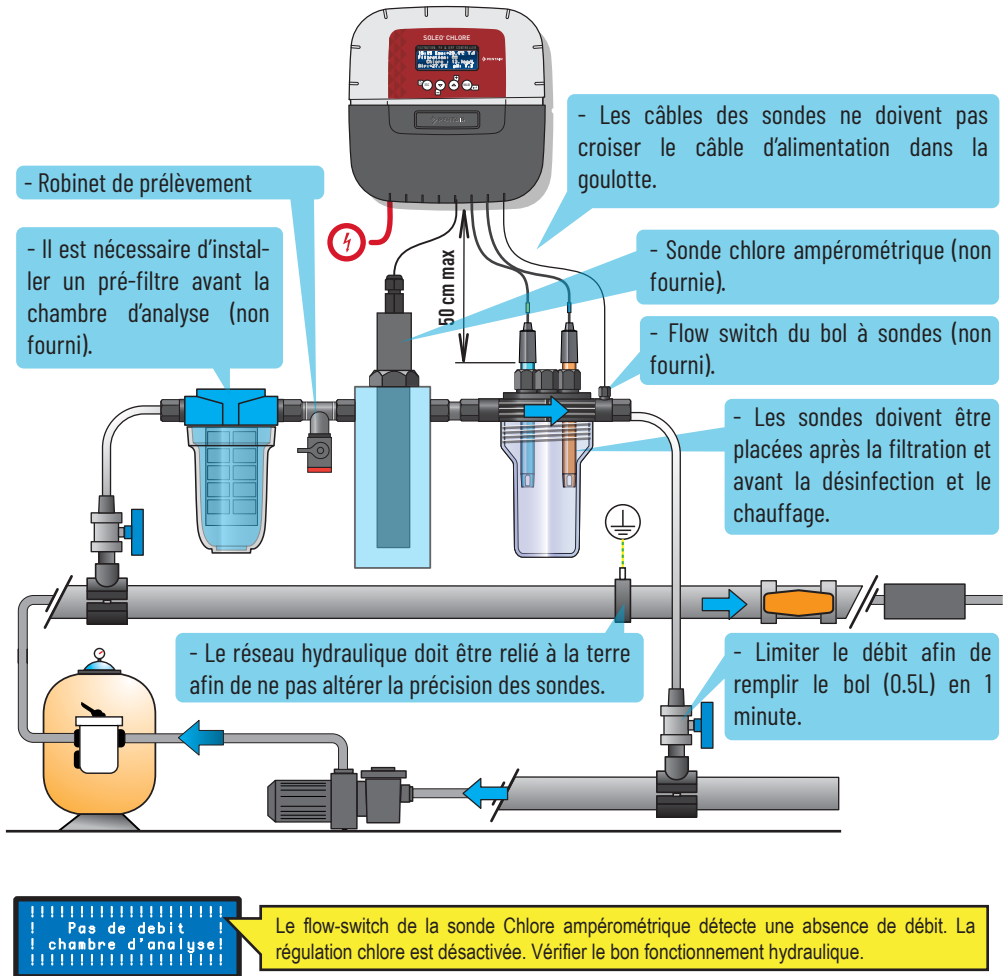 SOLEO² CHLORE
PENTAIR
- Les câbles des sondes ne doivent pas
croiser le câble d’alimentation dans la
goulotte.
- Robinet de prélèvement
- Il est nécessaire d’instal-
ler un pré-filtre avant la
chambre d’analyse (non
fourni).
50 cm max
- Sonde chlore ampérométrique (non
fournie).
- Flow switch du bol à sondes (non
fourni).
- Les sondes doivent être
placées après la filtration et
avant la désinfection et le
chauffage.
- Le réseau hydraulique doit être relié à la terre
afin de ne pas altérer la précision des sondes.
- Limiter le débit afin de
remplir le bol (0.5L) en 1
minute.
!!!!!!!!!!!!!!!!!!!!
! Pas de debit !
! chambre d'analyse!
!!!!!!!!!!!!!!!!!!!!
Le flow-switch de la sonde Chlore ampérométrique détecte une absence de débit. La
régulation chlore est désactivée. Vérifier le bon fonctionnement hydraulique.